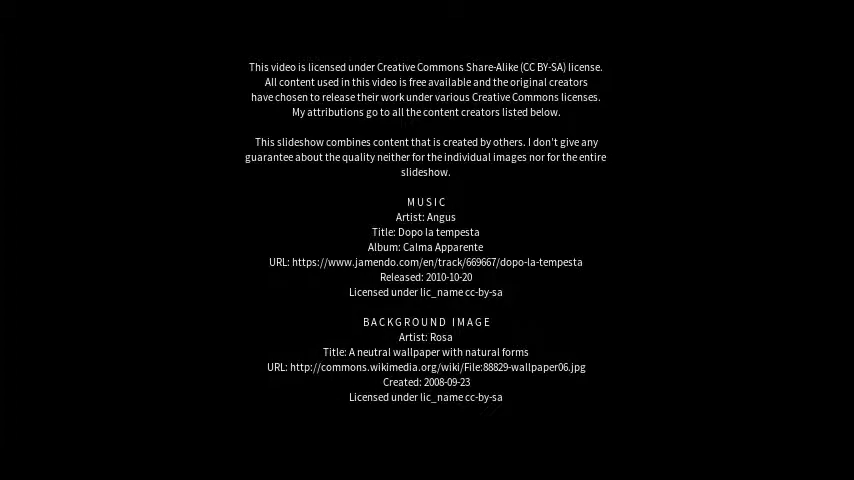 This video is licensed under Creative Commons Share-Alike (CC BY-SA) license.
All content used in this video is free available and the original creators
have chosen to release their work under various Creative Commons licenses.
My attributions go to all the content creators listed below.
This slideshow combines content that is created by others. I don't give any
guarantee about the quality neither for the individual images nor for the entire
slideshow.
MUSIC
Artist: Angus
Title: Dopo la tempesta
Album: Calma Apparente
URL: https://www.jamendo.com/en/track/669667/dopo-la-tempesta
Released: 2010-10-20
Licensed under lic_name cc-by-sa
BACKGROUND IMAGE
Artist: Rosa
Title: A neutral wallpaper with natural forms
URL: http://commons.wikimedia.org/wiki/File:88829-wallpaper06.jpg
Created: 2008-09-23
Licensed under lic_name cc-by-sa